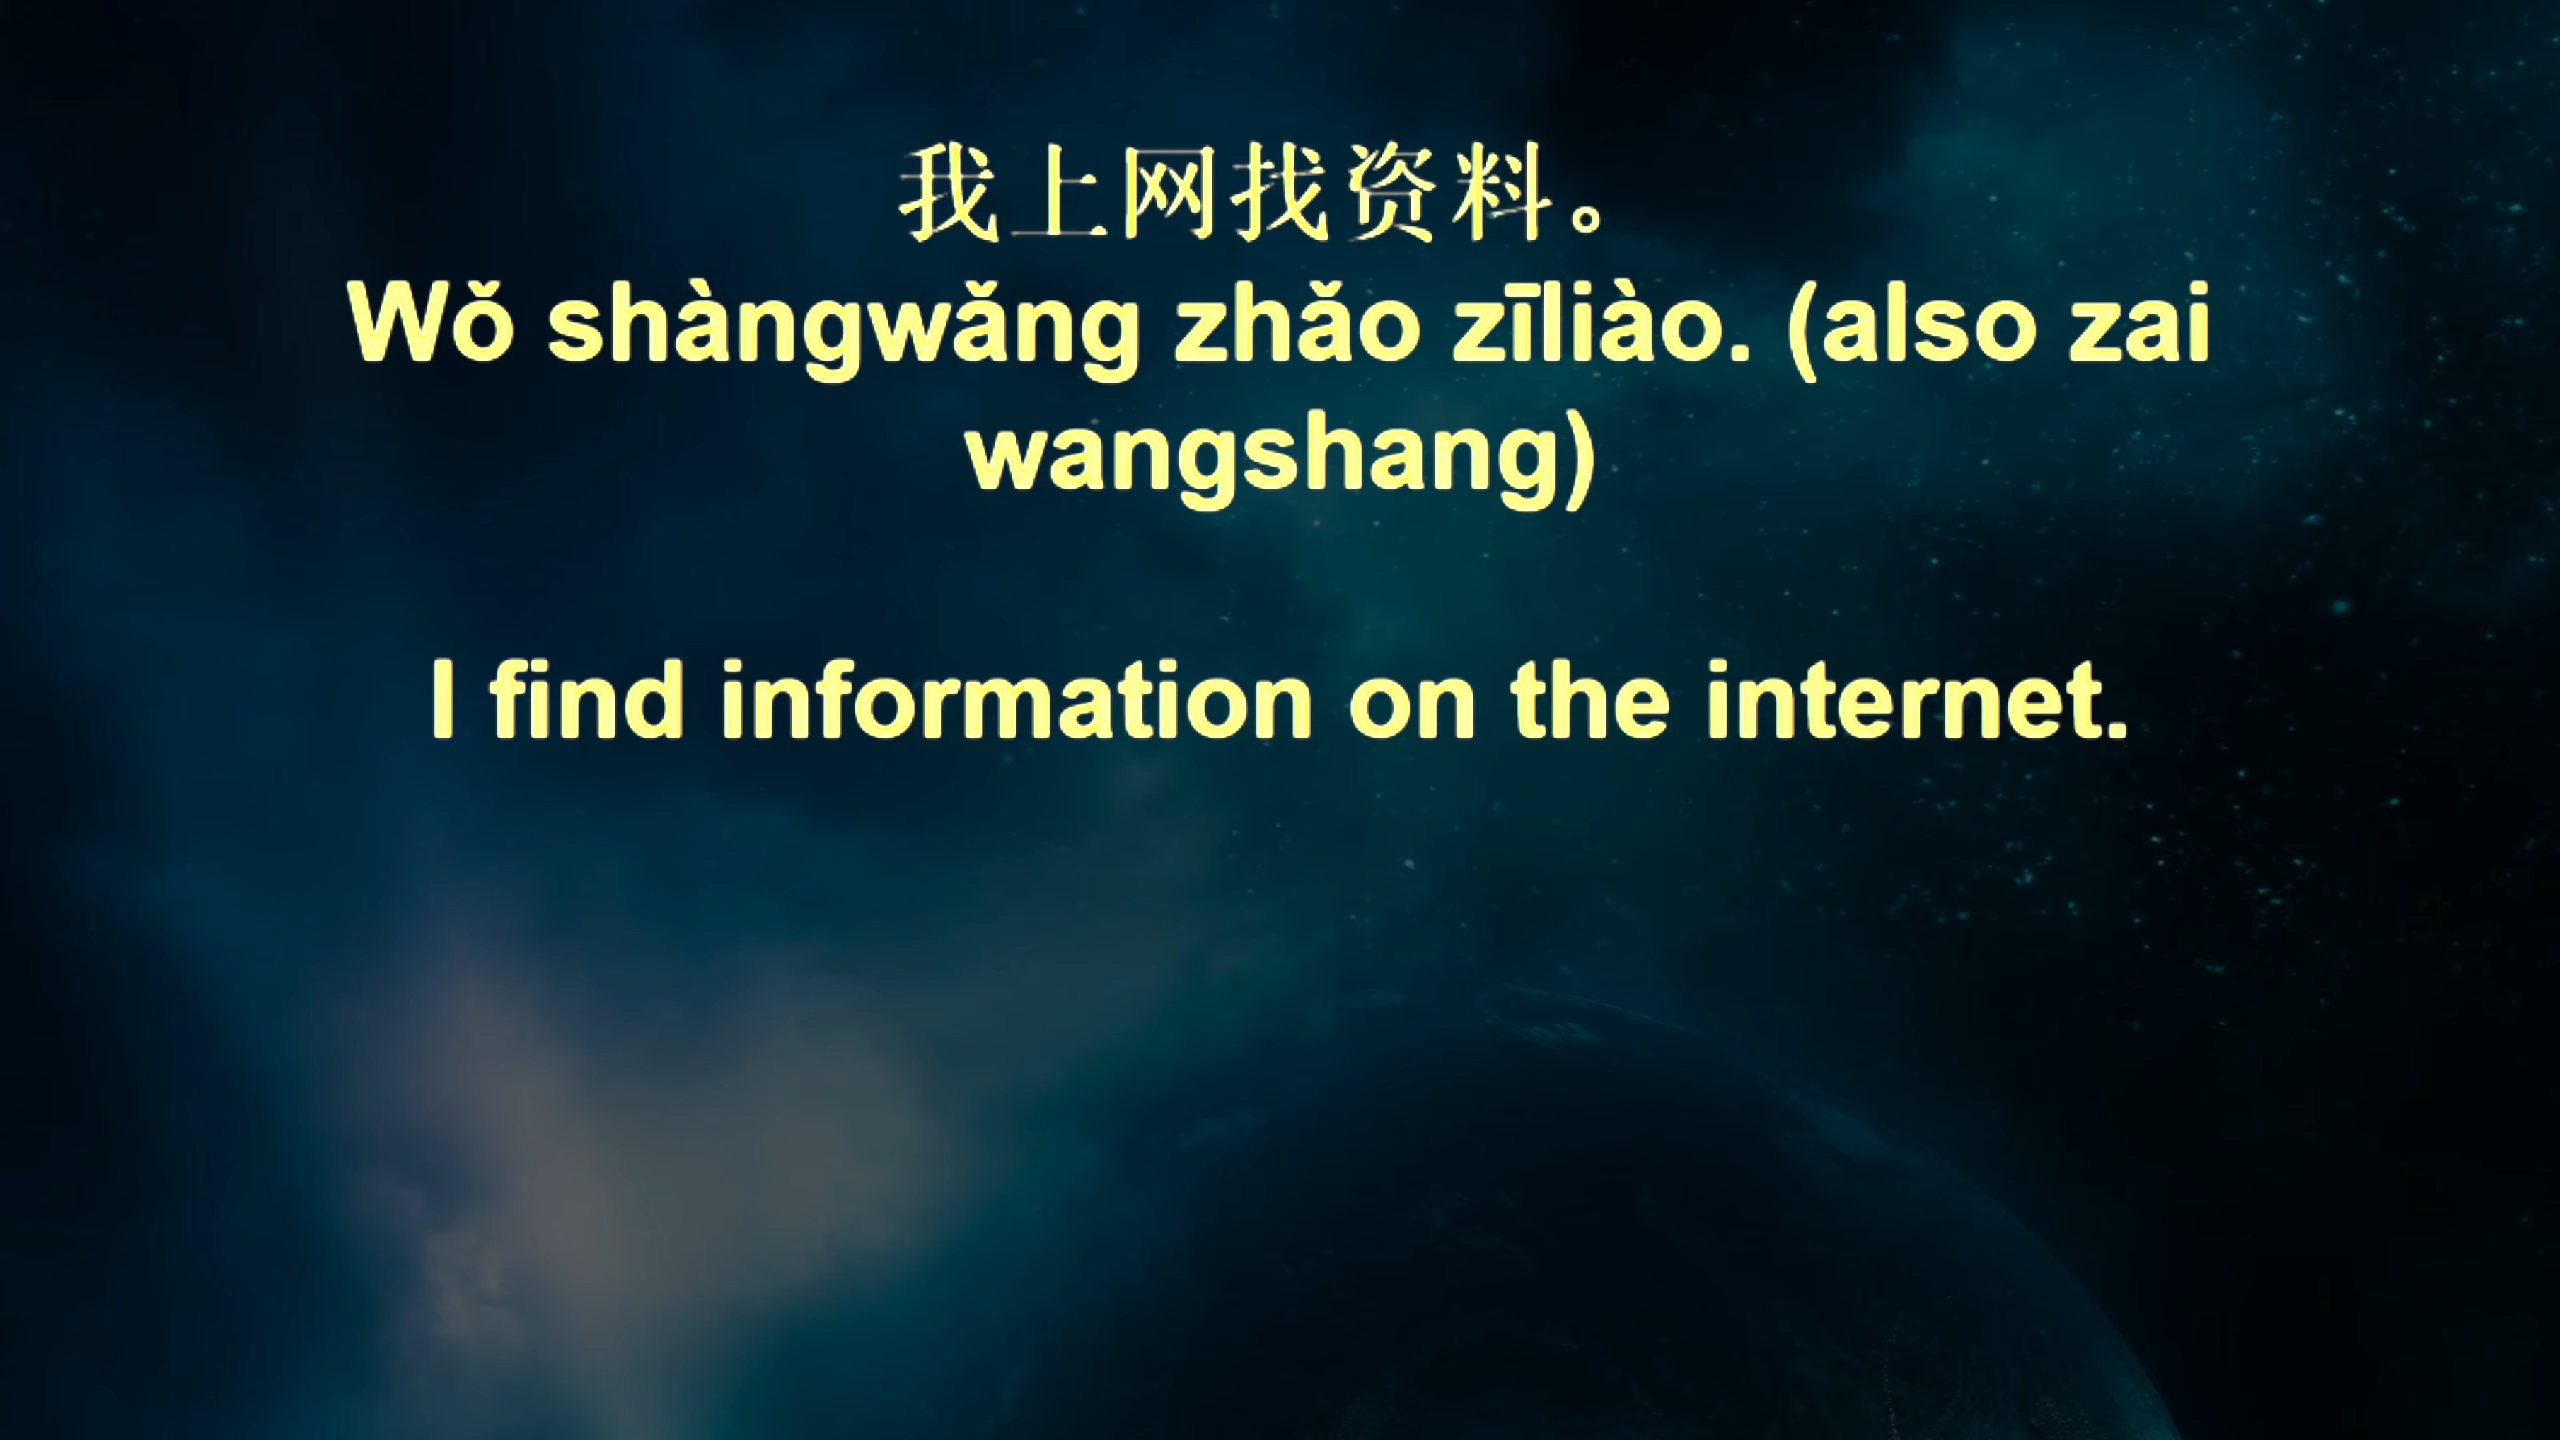 我上网找资料。
Wǒ shàngwǎng zhǎo zīliào. (also zai
wangshang)
I find information on the internet.